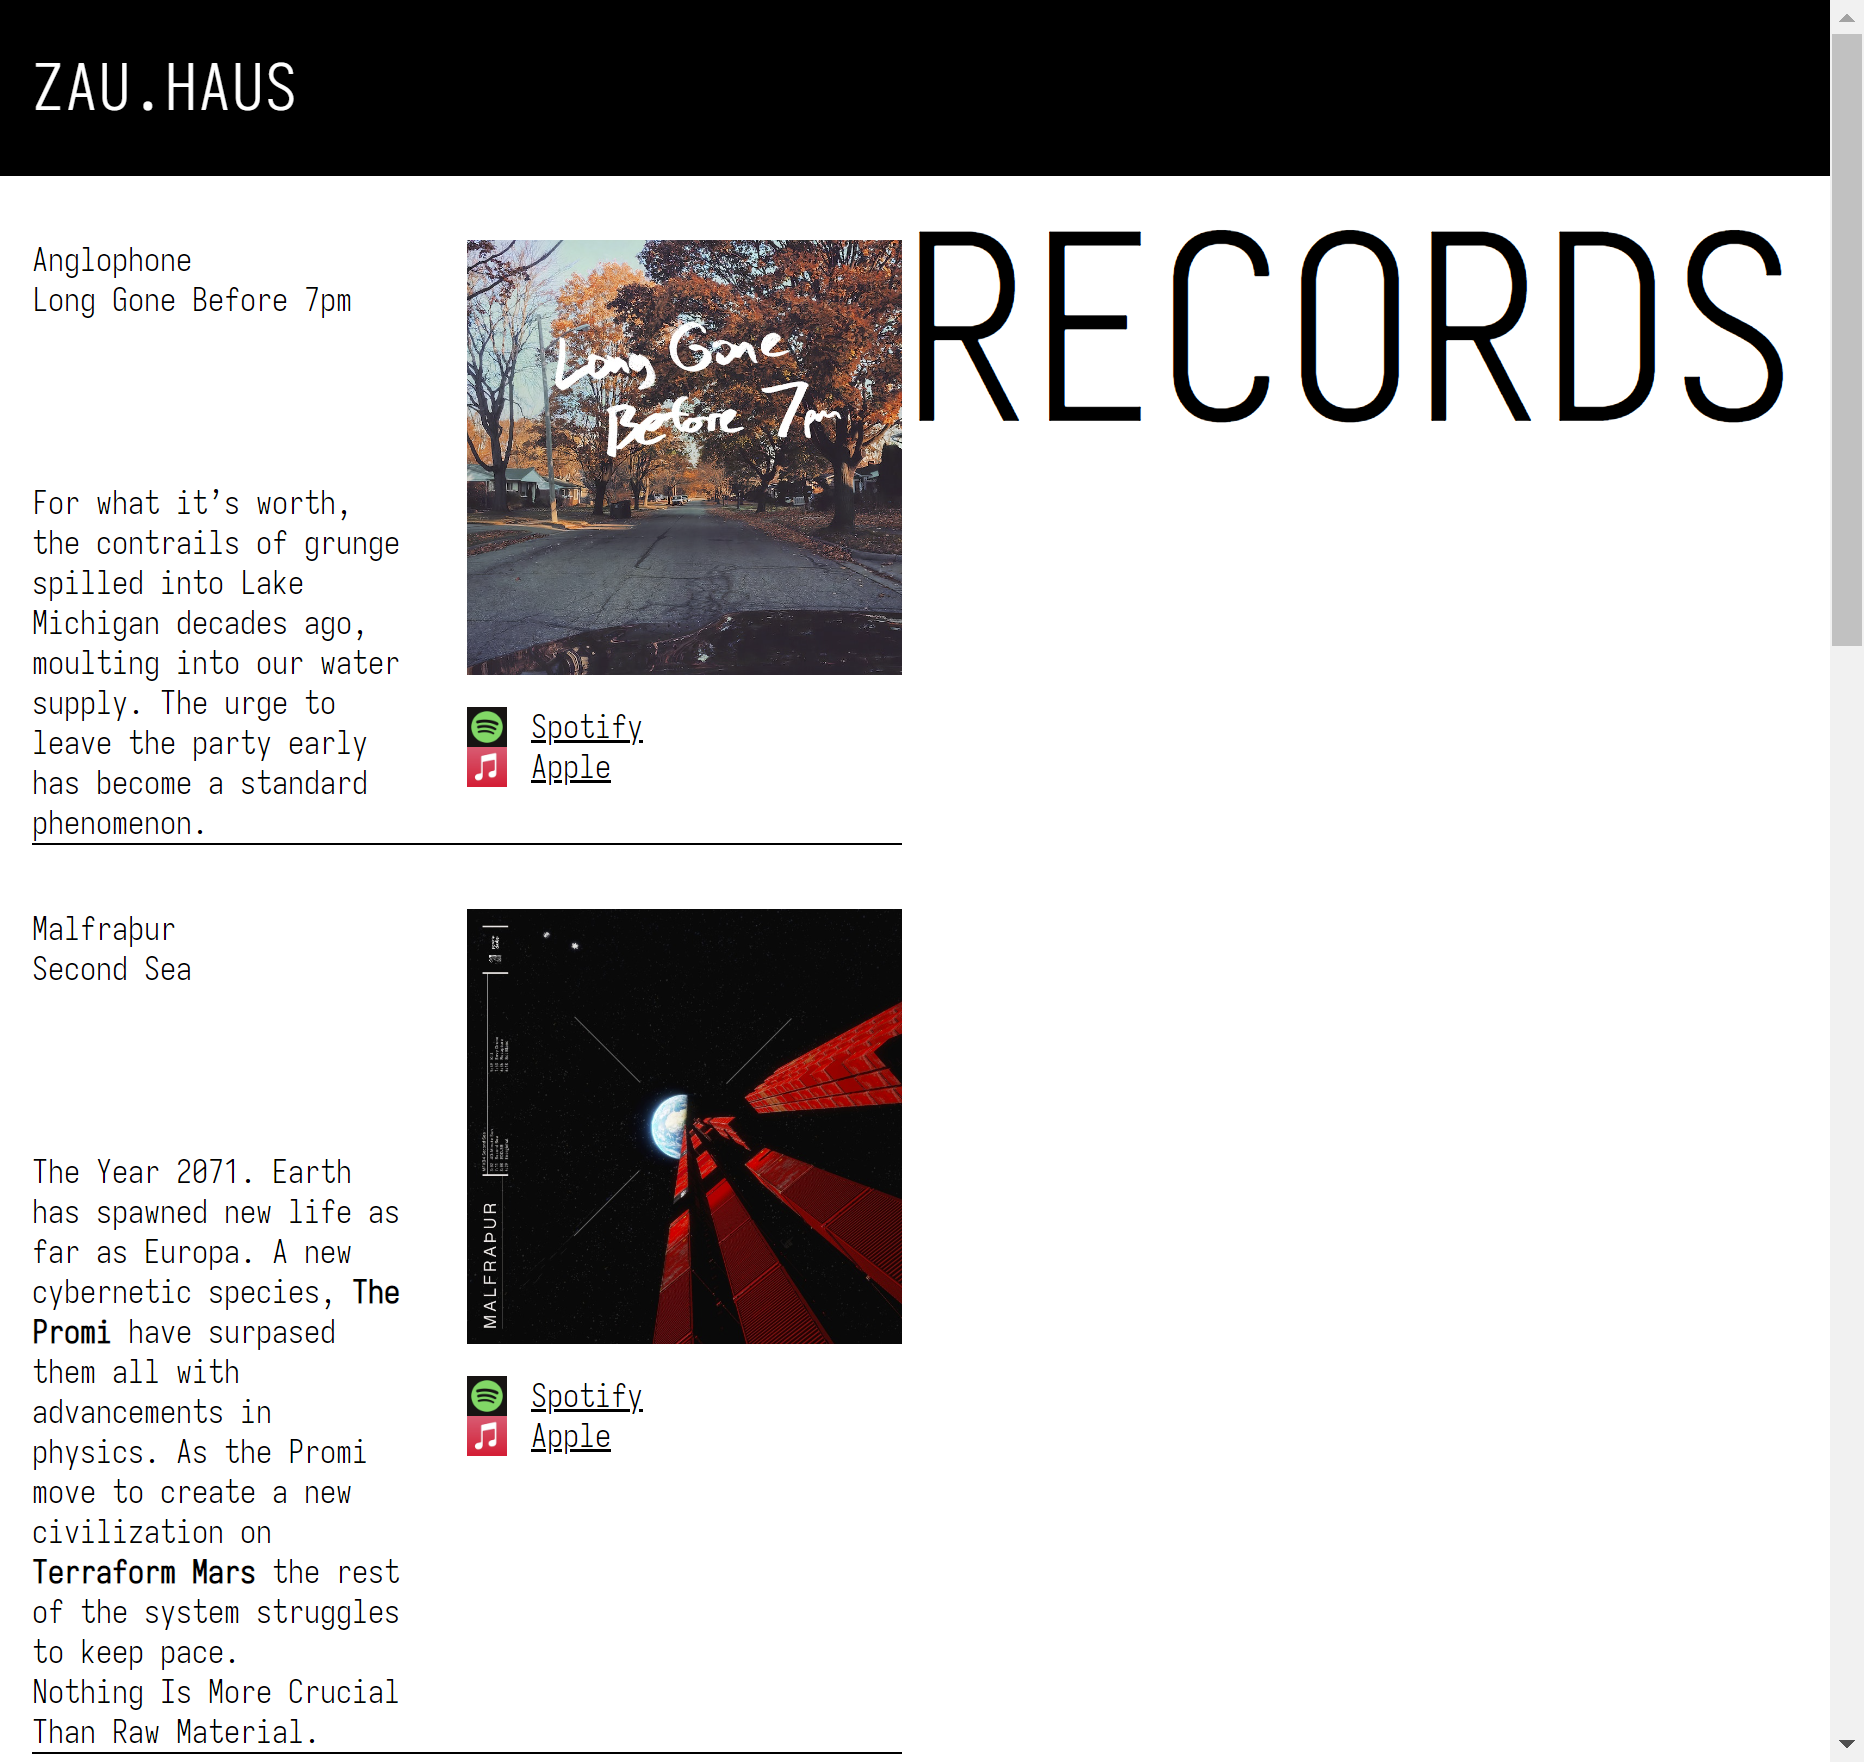 ZAU.HAUS
RECORDS
Anglophone
Long Gone Before 7pm
For what it’s worth,
the contrails of grunge
spilled into Lake
Michigan decades ago,
moulting into our water
supply. The urge to
leave the party early
has become a standard
phenomenon.
Long Gone
Before 7pm
Spotify
Apple
Malfraþur
Second Sea
The Year 2071. Earth
has spawned new life as
far as Europa. A new
cybernetic species, The
Promi have surpased
them all with
advancements in
physics. As the Promi
move to create a new
civilization on
Terraform Mars the rest
of the system struggles
to keep pace.
Nothing Is More Crucial
Than Raw Material.
MALFRAÞUR
Spotify
Apple